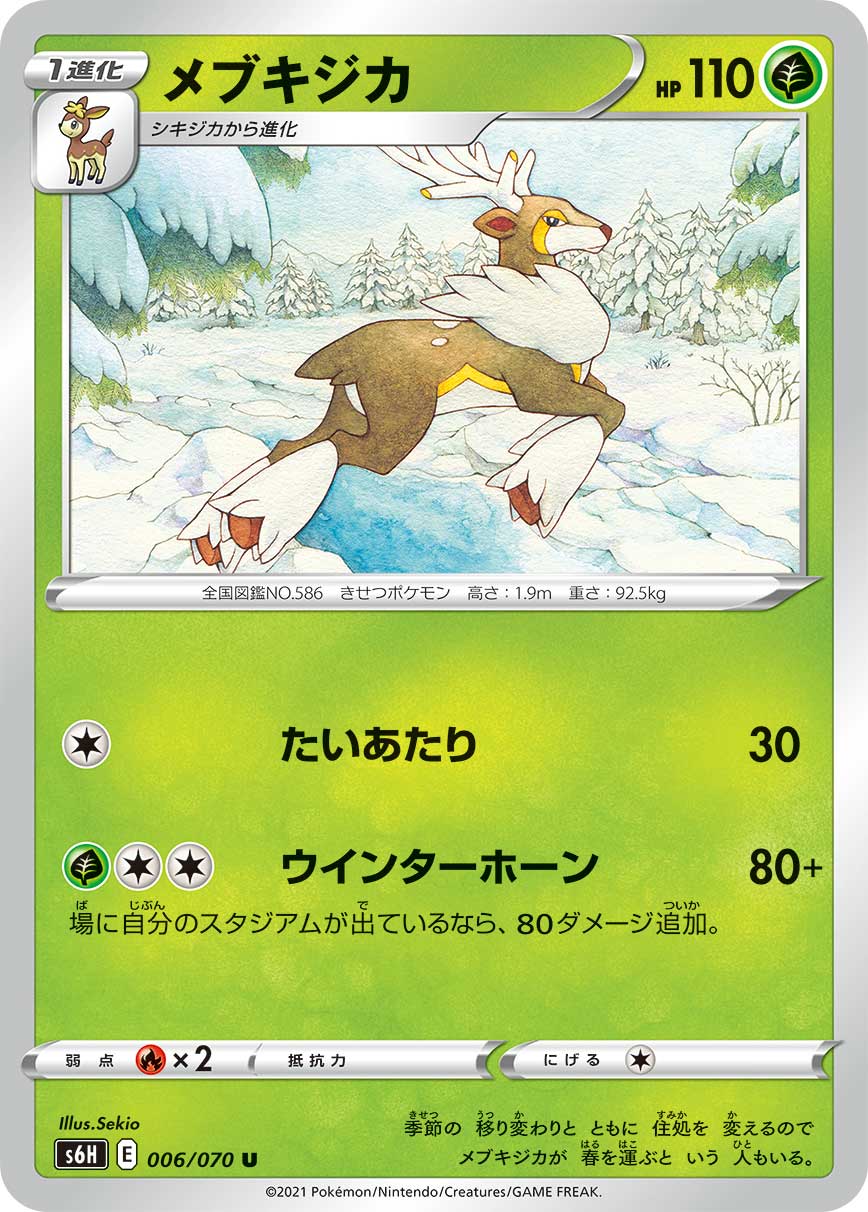 1進化
メブキジカ
HP 110
シキジカから進化
全国図鑑NO.586 きせつポケモン 高さ:1.9m 重さ:92.5kg
たいあたり 30
ウインターホーン 80+
場に自分のスタジアムが出ているなら、80ダメージ追加。
弱点 ×2 抵抗力 にげる
Illus.Sekio
s6H E 006/070 U
季節の 移り変わりと ともに 住処を 変えるので
メブキジカが 春を運ぶと いう 人もいる。
©2021 Pokémon/Nintendo/Creatures/GAME FREAK.